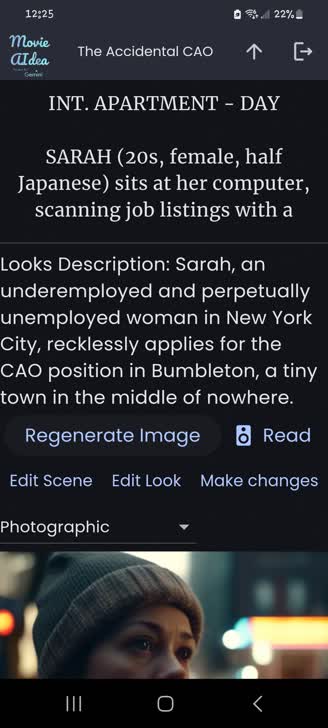 12:25
22%
Movie
AIdea
Gemini
The Accidental CAO
INT. APARTMENT - DAY
SARAH (20s, female, half
Japanese) sits at her computer,
scanning job listings with a
Looks Description: Sarah, an
underemployed and perpetually
unemployed woman in New York
City, recklessly applies for the
CAO position in Bumbleton, a tiny
town in the middle of nowhere.
Regenerate Image
Read
Edit Scene Edit Look Make changes
Photographic